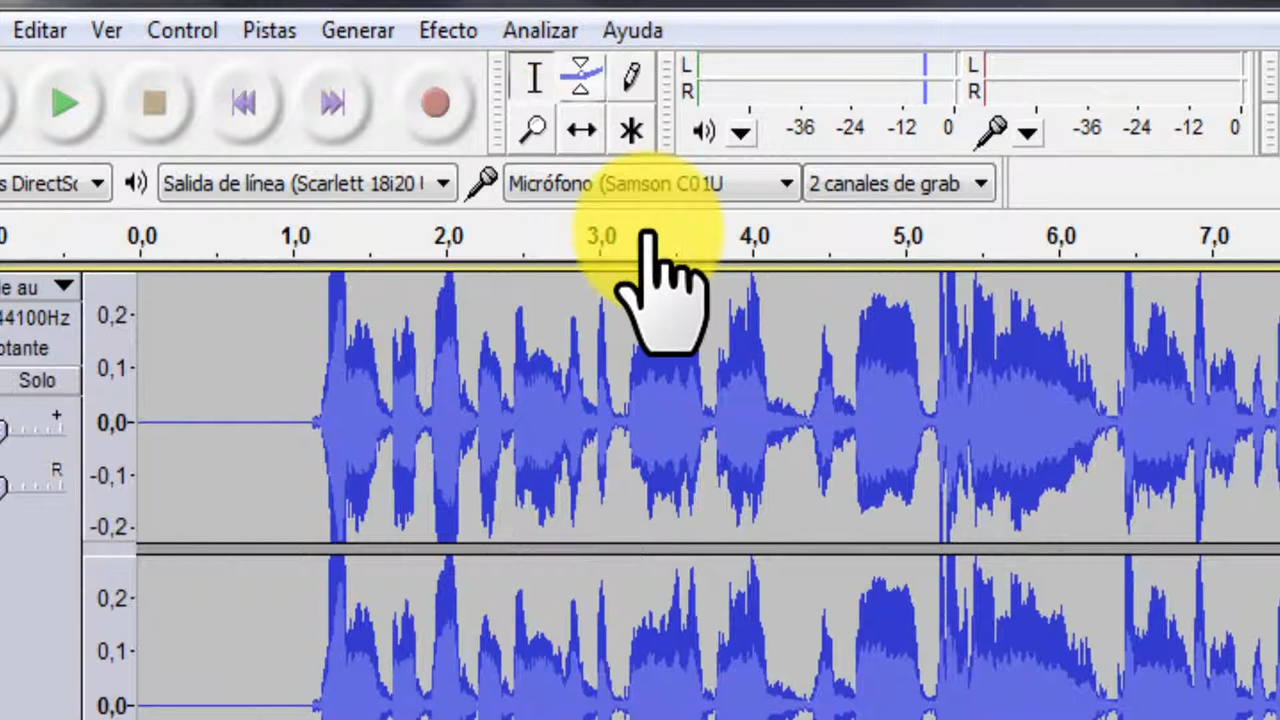 Editar Ver Control Pistas Generar Efecto Analizar Ayuda
L L
R R
-36 -24 -12 0 -36 -24 -12 0
s DirectSo Salida de línea (Scarlett 18i20 Micrófono (Samson C01U 2 canales de grab
0 0,0 1,0 2,0 3,0 4,0 5,0 6,0 7,0
e au
44100Hz 0,2
otante
0,1
Solo
+
0,0
R
-0,1
-0,2
0,2
0,1
0,0